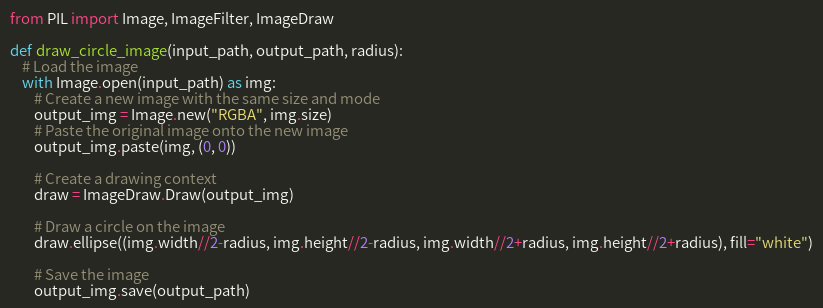 from PIL import Image, ImageFilter, ImageDraw

def draw_circle_image(input_path, output_path, radius):
    # Load the image
    with Image.open(input_path) as img:
        # Create a new image with the same size and mode
        output_img = Image.new("RGBA", img.size)
        # Paste the original image onto the new image
        output_img.paste(img, (0, 0))

        # Create a drawing context
        draw = ImageDraw.Draw(output_img)

        # Draw a circle on the image
        draw.ellipse((img.width//2-radius, img.height//2-radius, img.width//2+radius, img.height//2+radius), fill="white")

        # Save the image
        output_img.save(output_path)